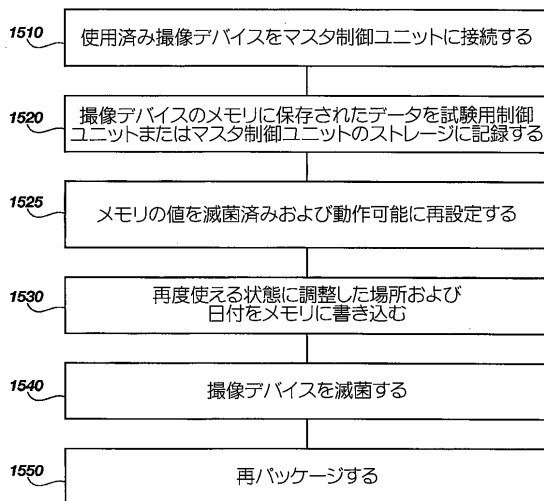 1510
使用済み撮像デバイスをマスタ制御ユニットに接続する
1520
撮像デバイスのメモリに保存されたデータを試験用制御
ユニットまたはマスタ制御ユニットのストレージに記録する
1525
メモリの値を滅菌済みおよび動作可能に再設定する
1530
再度使える状態に調整した場所および
日付をメモリに書き込む
1540
撮像デバイスを滅菌する
1550
再パッケージする